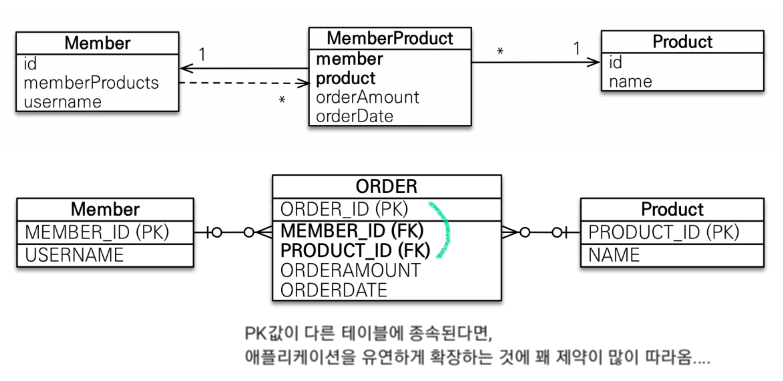 Member
id
memberProducts
username
1
*
MemberProduct
member
product
orderAmount
orderDate
*
1
Product
id
name
Member
MEMBER_ID (PK)
USERNAME
ORDER
ORDER_ID (PK)
MEMBER_ID (FK)
PRODUCT_ID (FK)
ORDERAMOUNT
ORDERDATE
Product
PRODUCT_ID (PK)
NAME
PK값이 다른 테이블에 종속된다면,
애플리케이션을 유연하게 확장하는 것에 꽤 제약이 많이 따라옴....